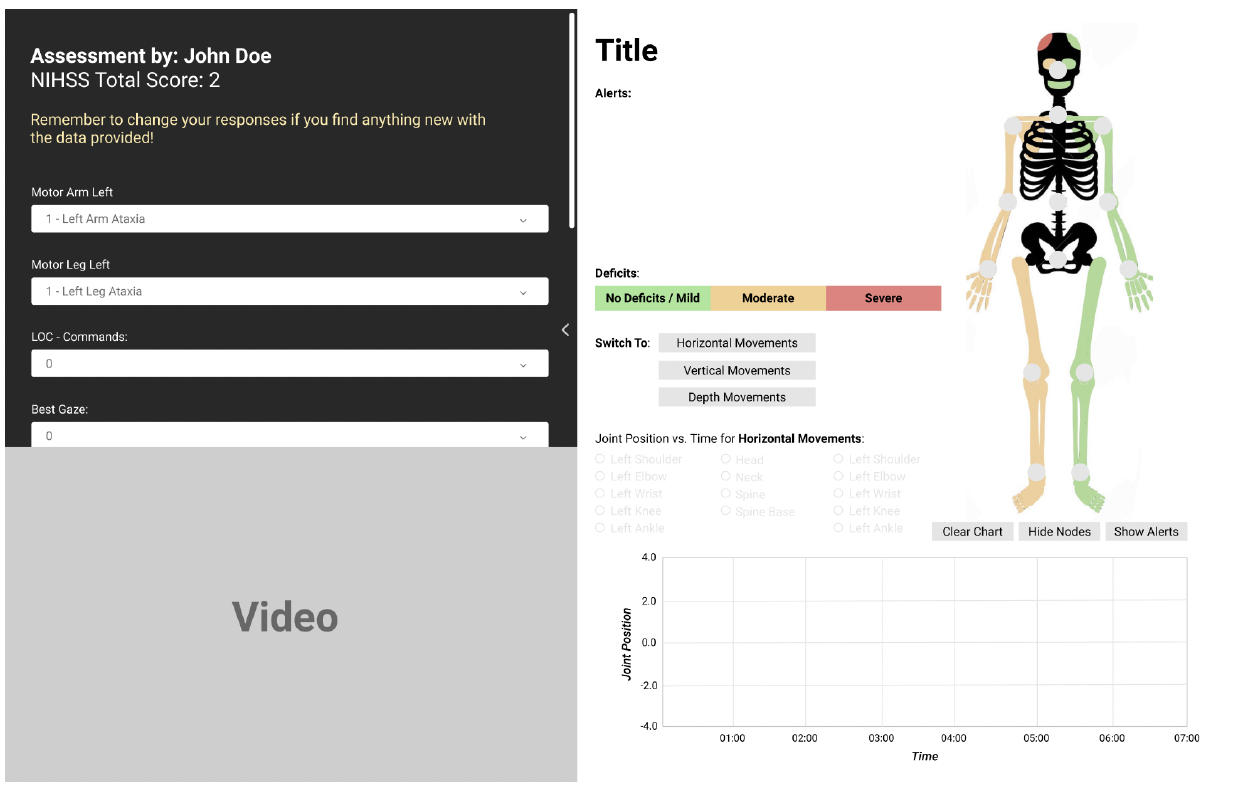 Assessment by: John Doe
NIHSS Total Score: 2
Remember to change your responses if you find anything new with
the data provided!
Motor Arm Left
1 - Left Arm Ataxia
Motor Leg Left
1 - Left Leg Ataxia
LOC - Commands:
0
Best Gaze:
0
Video
Title
Alerts:
Deficits:
No Deficits / Mild Moderate Severe
Switch To: Horizontal Movements
Vertical Movements
Depth Movements
Joint Position vs. Time for Horizontal Movements:
Left Shoulder Head Left Shoulder
Left Elbow Neck Left Elbow
Left Wrist Spine Left Wrist
Left Knee Spine Base Left Knee
Left Ankle Left Ankle
Clear Chart Hide Nodes Show Alerts
4.0
2.0
0.0
-2.0
-4.0
Joint Position
01:00 02:00 03:00 04:00 05:00 06:00 07:00
Time